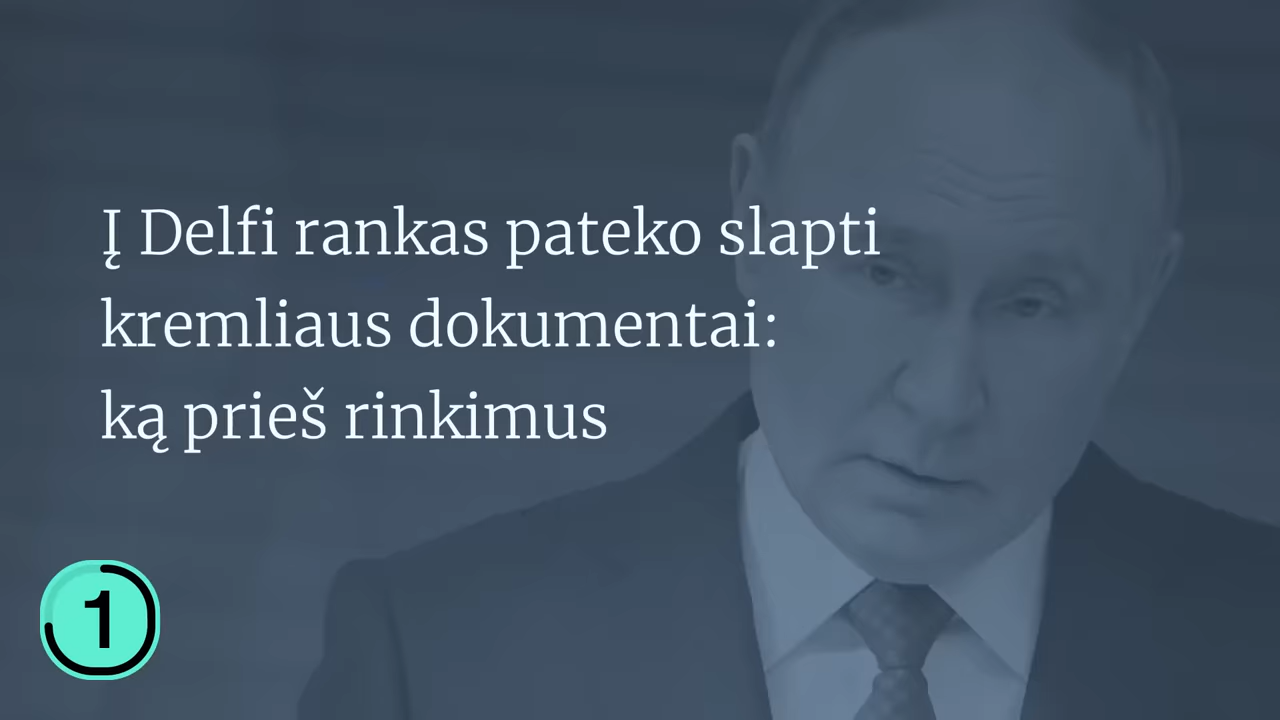 Į Delfi rankas pateko slapti
kremliaus dokumentai:
ką prieš rinkimus
1